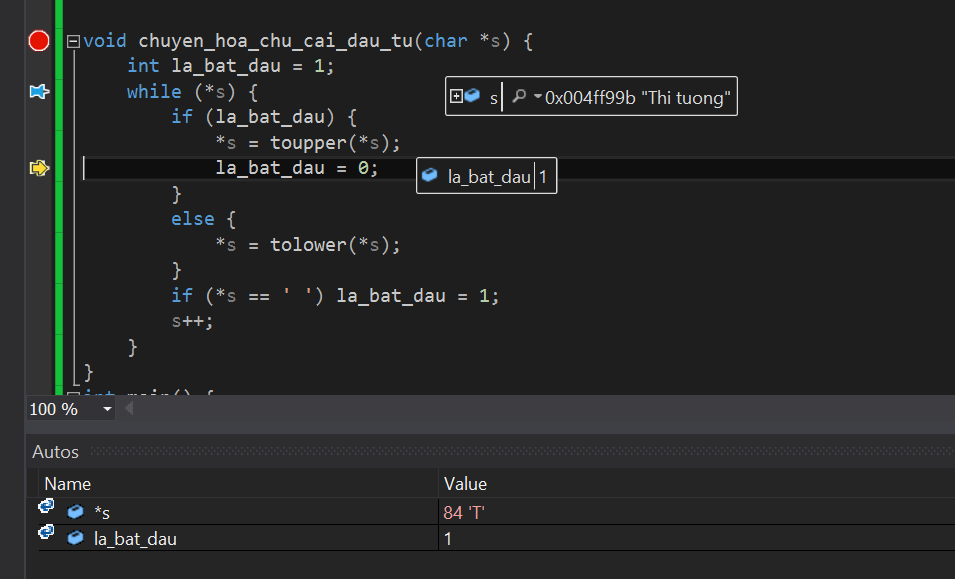 void chuyen_hoa_chu_cai_dau_tu(char *s) {
int la_bat_dau = 1;
while (*s) {
s 0x004ff99b "Thi tuong"
if (la_bat_dau) {
*s = toupper(*s);
la_bat_dau = 0;
la_bat_dau 1
}
else {
*s = tolower(*s);
}
if (*s == ' ') la_bat_dau = 1;
s++;
}
}
int main() {
100 %
Autos
Name Value
*s 84 'T'
la_bat_dau 1